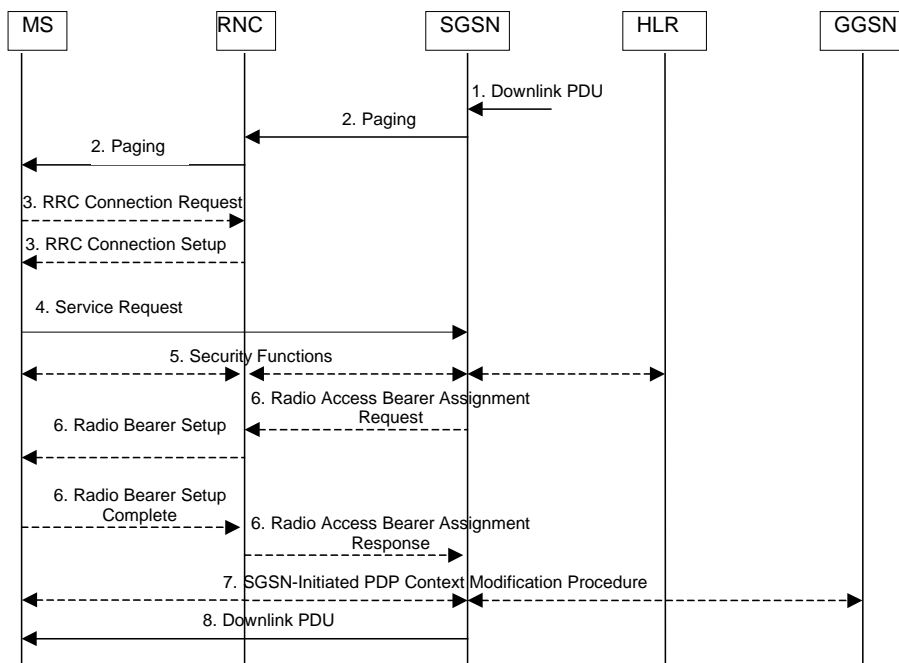 MS
RNC
SGSN
HLR
GGSN
1. Downlink PDU
2. Paging
2. Paging
3. RRC Connection Request
3. RRC Connection Setup
4. Service Request
5. Security Functions
6. Radio Access Bearer Assignment
Request
6. Radio Bearer Setup
6. Radio Bearer Setup
Complete
6. Radio Access Bearer Assignment
Response
7. SGSN-Initiated PDP Context Modification Procedure
8. Downlink PDU